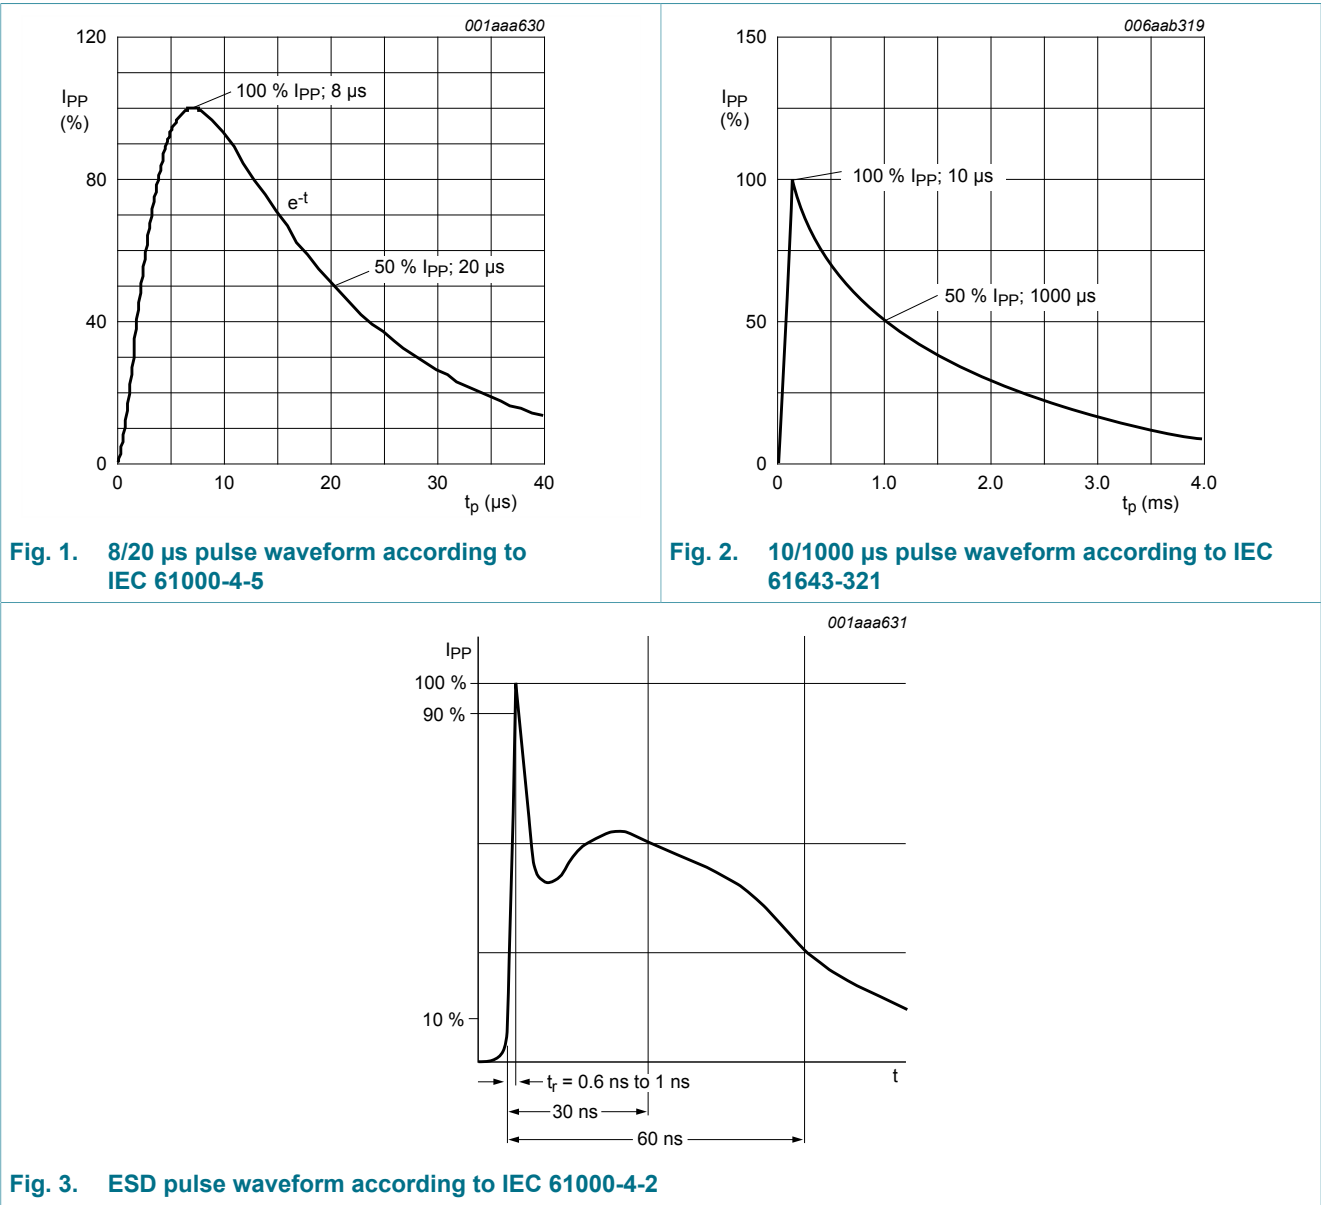 001aaa630
120
80
40
0
IPP
(%)
100 % IPP; 8 µs
e-t
50 % IPP; 20 µs
0 10 20 30 40
tp (µs)
Fig. 1. 8/20 µs pulse waveform according to
IEC 61000-4-5
006aab319
150
100
50
0
IPP
(%)
100 % IPP; 10 µs
50 % IPP; 1000 µs
0 1.0 2.0 3.0 4.0
tp (ms)
Fig. 2. 10/1000 µs pulse waveform according to IEC
61643-321
001aaa631
IPP
100 %
90 %
10 %
t
tr = 0.6 ns to 1 ns
30 ns
60 ns
Fig. 3. ESD pulse waveform according to IEC 61000-4-2